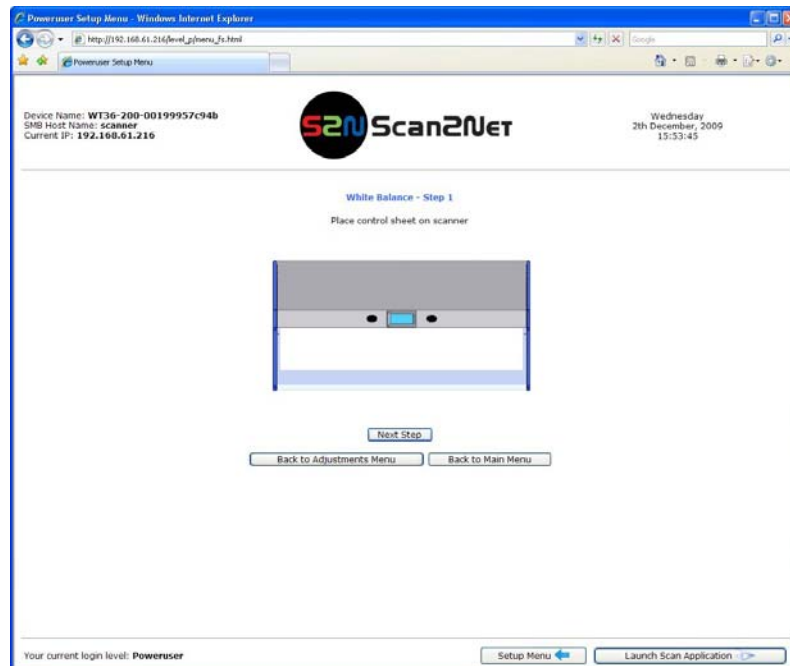 Poweruser Setup Menu - Windows Internet Explorer
http://192.168.61.216/level_p/menu_fs.html
Google
Poweruser Setup Menu
Device Name: WT36-200-00199957c94b
SMB Host Name: scanner
Current IP: 192.168.61.216
S2N Scan2Net
Wednesday
2th December, 2009
15:53:45
White Balance - Step 1
Place control sheet on scanner
Next Step
Back to Adjustments Menu
Back to Main Menu
Your current login level: Poweruser
Setup Menu
Launch Scan Application